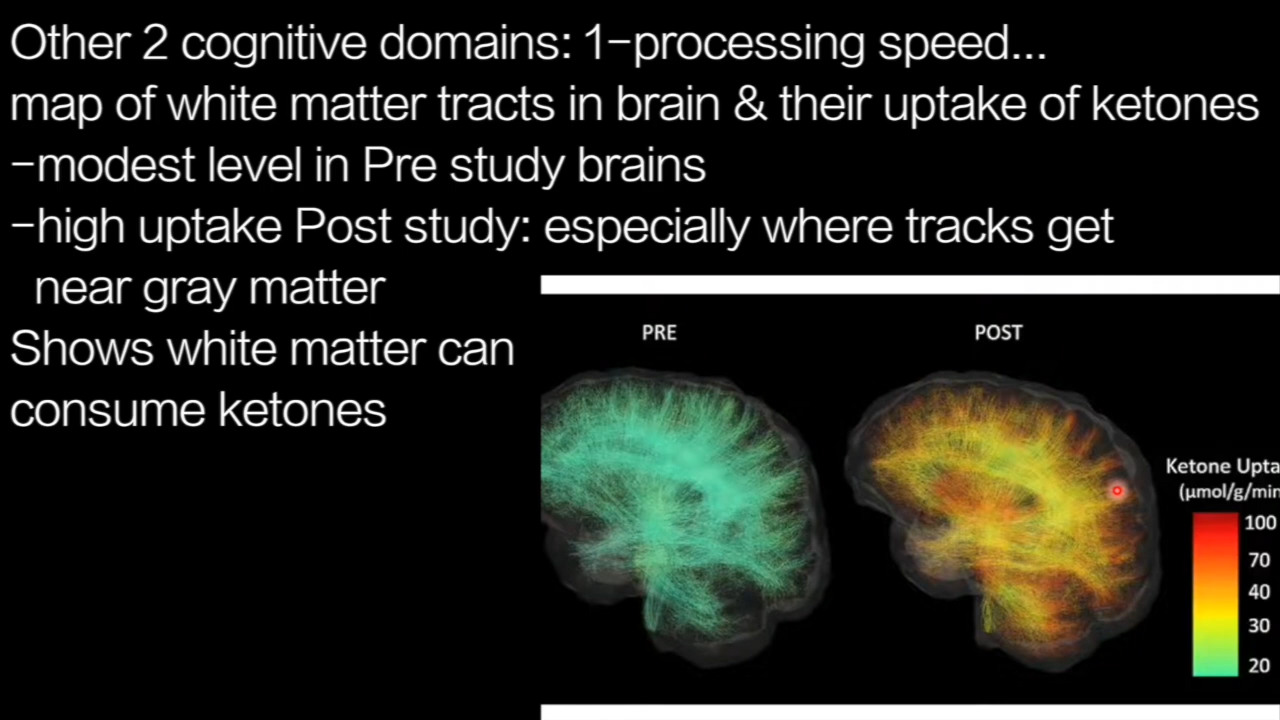 Other 2 cognitive domains: 1-processing speed...
map of white matter tracts in brain & their uptake of ketones
-modest level in Pre study brains
-high uptake Post study: especially where tracks get
near gray matter
Shows white matter can
consume ketones
PRE
POST
Ketone Upta
(µmol/g/min
100
70
40
30
20